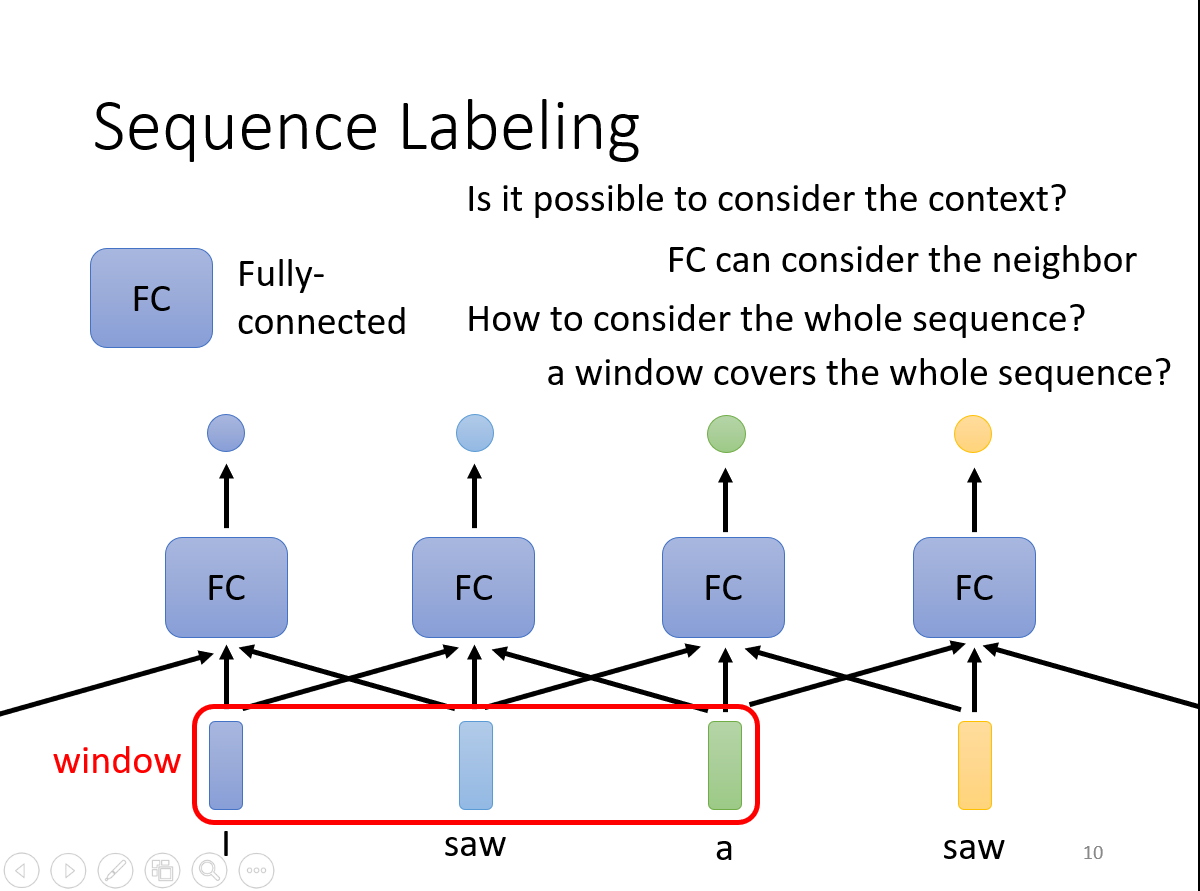 Sequence Labeling
Is it possible to consider the context?
FC can consider the neighbor
FC
Fully-
connected
How to consider the whole sequence?
a window covers the whole sequence?
FC
FC
FC
FC
window
I
saw
a
saw
10